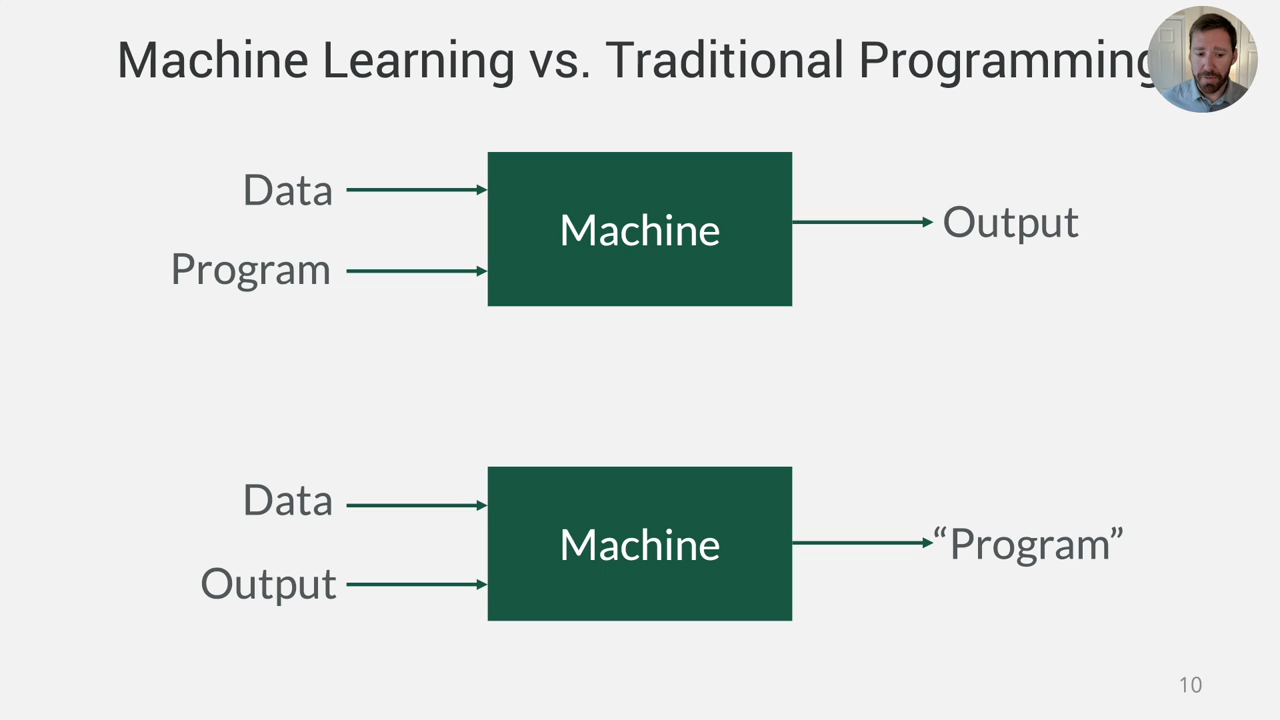 Machine Learning vs. Traditional Programming
Data
Program
Machine
Output
Data
Output
Machine
“Program”
10